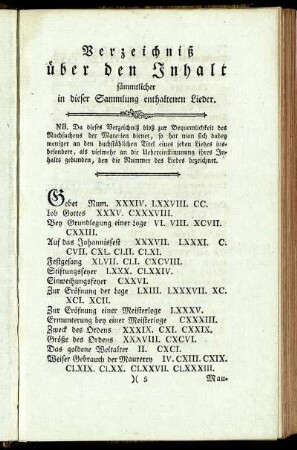 Verzeichniß
über den Inhalt
sämmtlicher
in dieser Sammlung enthaltenen Lieder.
NB. Da dieses Verzeichniß bloß zur Bequemlichkeit des
Nachsuchens der Materien dienet, so hat man sich dabey
weniger an den buchstäblichen Titel eines jeden Liedes ins-
besondere, als vielmehr an die Uebereinstimmung ihres In-
halts gebunden, den die Nummer des Liedes bezeichnet.
Gebet Num. XXXIV. LXXVIII. CC.
Lob Gottes XXXV. CXXXVIII.
Bey Grundlegung einer Loge VI. VIII. XCVII.
CXXIII.
Auf das Johannisfest XXXVII. LXXXI. C.
CVII. CXL. CLII. CLXI.
Festgesang XLVII. CLI. CXCVIII.
Stiftungsfeyer LXXX. CLXXIV.
Einweihungsfeyer CXXVI.
Zur Eröfnung der Loge LXIII. LXXXVII. XC.
XCI. XCII.
Zur Eröfnung einer Meisterloge LXXXV.
Ermunterung bey einer Meisterloge CXXXIII.
Zweck des Ordens XXXIX. CXI. CXXIX.
Größe des Ordens XXXVIII. CXCVI.
Das goldene Weltalter II. CXCI.
Weiser Gebrauch der Maurerey IV. CXIII. CXIX.
CLXIX. CLXX. CLXXVII. CLXXXIII.
)( 5 Mau-